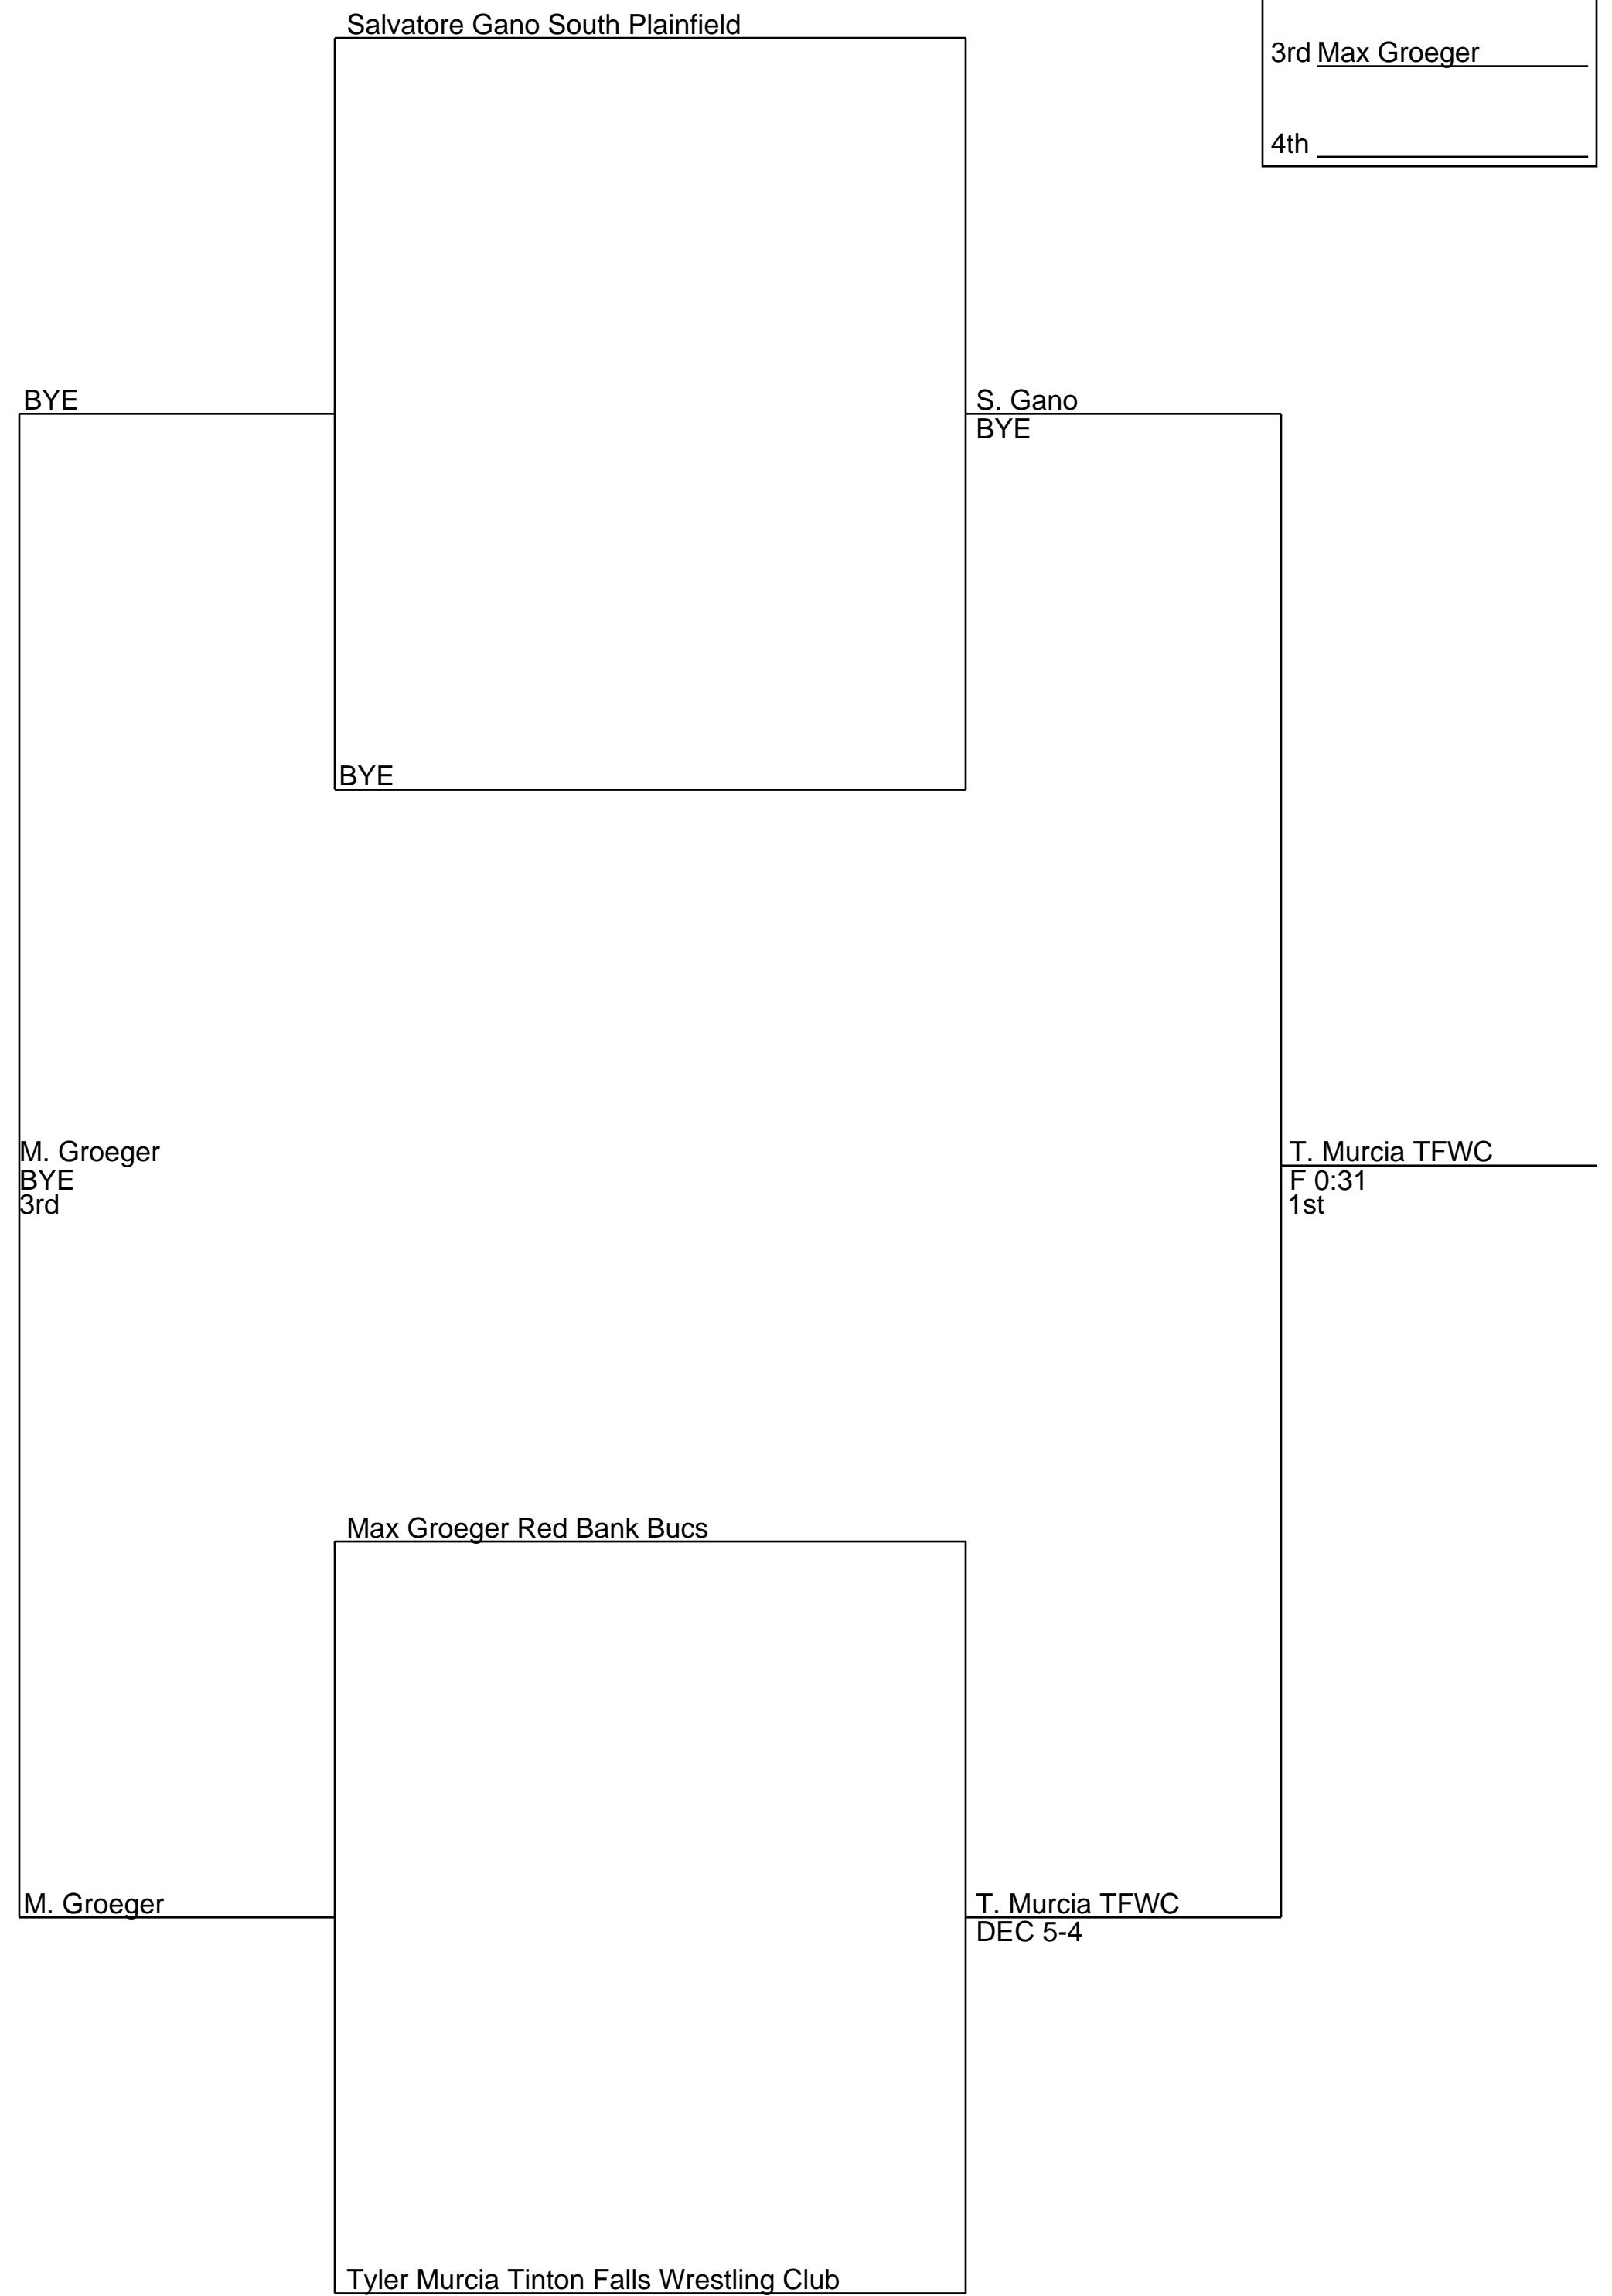 Salvatore Gano South Plainfield
3rd Max Groeger
4th
BYE
S. Gano
BYE
BYE
M. Groeger
BYE
3rd
T. Murcia TFWC
F 0:31
1st
Max Groeger Red Bank Bucs
M. Groeger
T. Murcia TFWC
DEC 5-4
Tyler Murcia Tinton Falls Wrestling Club